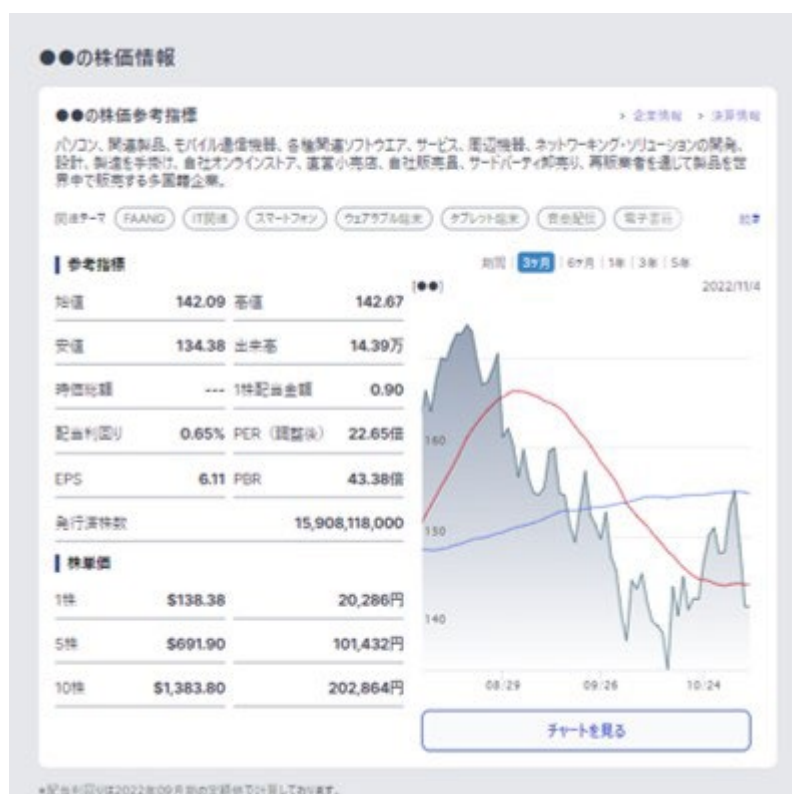 ●●の株価情報
●●の株価参考指標
> 企業情報 > 決算情報
パソコン、関連製品、モバイル通信機器、各種関連ソフトウエア、サービス、周辺機器、ネットワーキング・ソリューションの開発、
設計、製造を手掛け、自社オンラインストア、直営小売店、自社販売員、サードパーティ卸売り、再販業者を通して製品を世
界中で販売する多国籍企業。
関連テーマ FAANG IT関連 スマートフォン ウェアラブル端末 タブレット端末 音楽配信 電子書籍
参考指標
始値 142.09 高値 142.67
安値 134.38 出来高 14.39万
時価総額 --- 1株配当金額 0.90
配当利回り 0.65% PER（調整後） 22.65倍
EPS 6.11 PBR 43.38倍
発行済株数 15,908,118,000
株単価
1株 $138.38 20,286円
5株 $691.90 101,432円
10株 $1,383.80 202,864円
期間 3ヶ月 6ヶ月 1年 3年 5年
[●●] 2022/11/4
160
150
140
08/29 09/26 10/24
チャートを見る